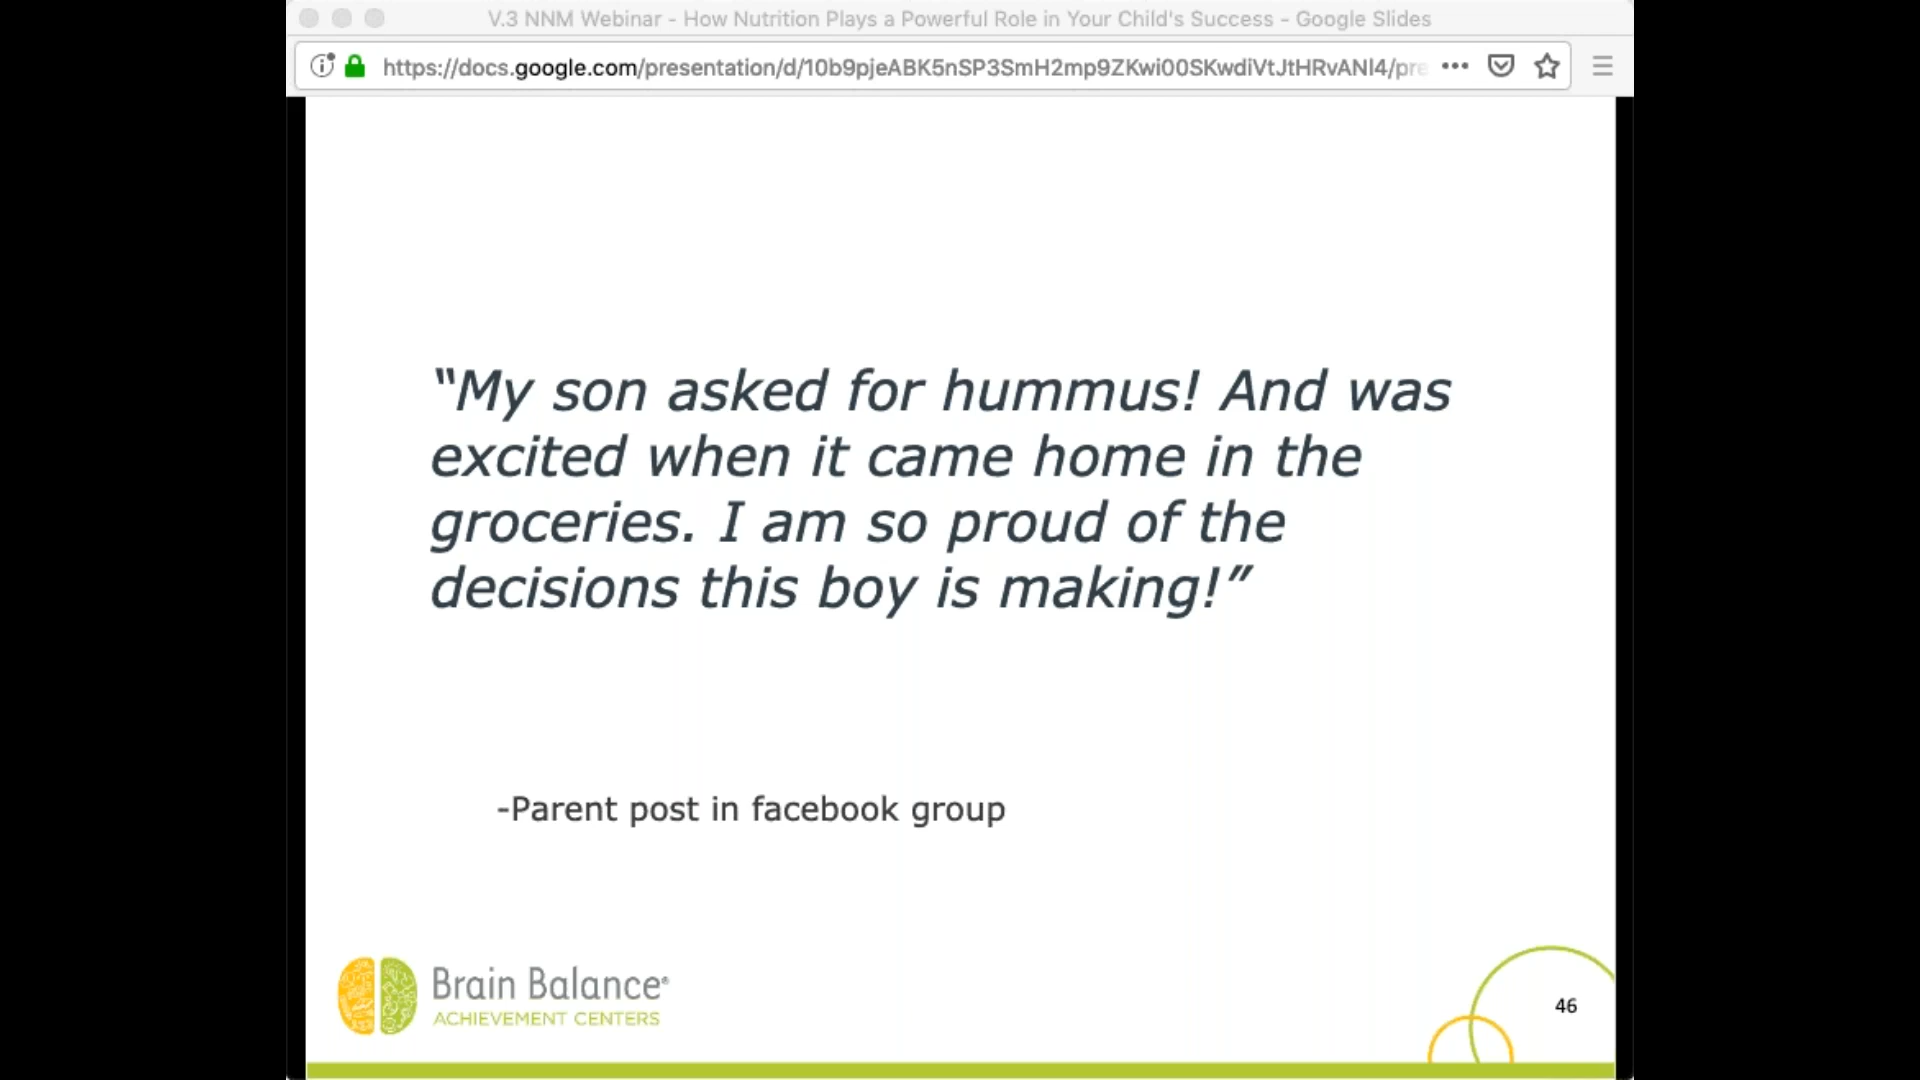 V.3 NNM Webinar - How Nutrition Plays a Powerful Role in Your Child's Success - Google Slides
https://docs.google.com/presentation/d/10b9pjeABK5nSP3SmH2mp9ZKwi00SKwdiVtJtHRvANl4/pre
“My son asked for hummus! And was
excited when it came home in the
groceries. I am so proud of the
decisions this boy is making!”
-Parent post in facebook group
Brain Balance®
ACHIEVEMENT CENTERS
46